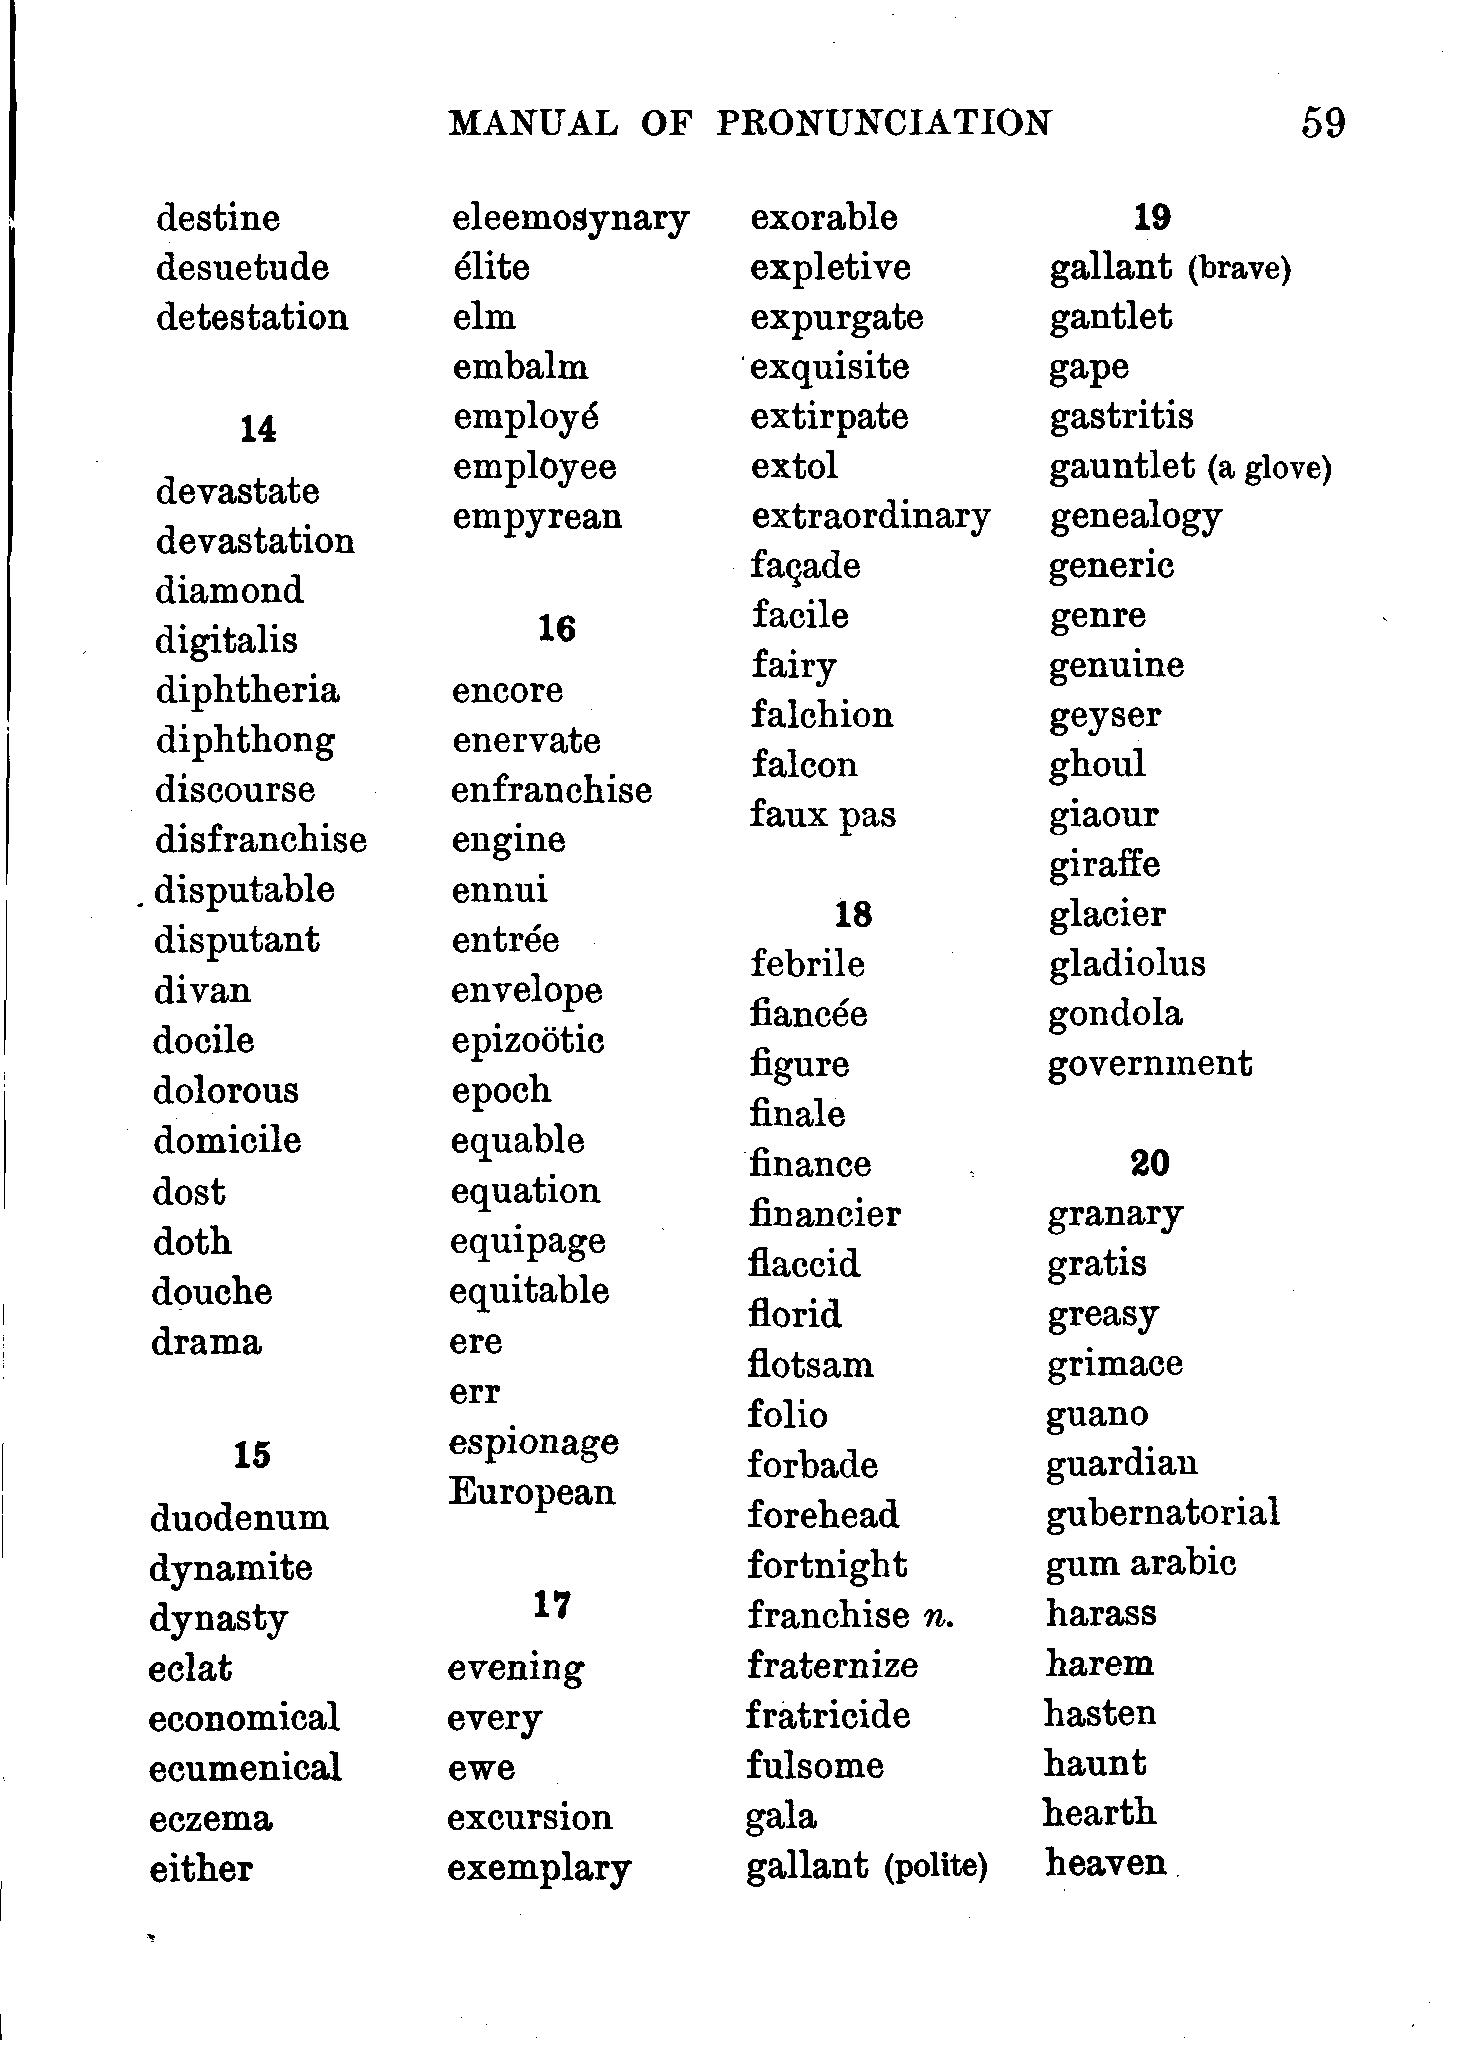 MANUAL OF PRONUNCIATION 59
destine
desuetude
detestation
14
devastate
devastation
diamond
digitalis
diphtheria
diphthong
discourse
disfranchise
disputable
disputant
divan
docile
dolorous
domicile
dost
doth
douche
drama
15
duodenum
dynamite
dynasty
eclat
economical
ecumenical
eczema
either
eleemosynary
élite
elm
embalm
employé
employee
empyrean
16
encore
enervate
enfranchise
engine
ennui
entrée
envelope
epizoötic
epoch
equable
equation
equipage
equitable
ere
err
espionage
European
17
evening
every
ewe
excursion
exemplary
exorable
expletive
expurgate
exquisite
extirpate
extol
extraordinary
façade
facile
fairy
falchion
falcon
faux pas
18
febrile
fiancée
figure
finale
finance
financier
flaccid
florid
flotsam
folio
forbade
forehead
fortnight
franchise n.
fraternize
fratricide
fulsome
gala
gallant (polite)
19
gallant (brave)
gantlet
gape
gastritis
gauntlet (a glove)
genealogy
generic
genre
genuine
geyser
ghoul
giaour
giraffe
glacier
gladiolus
gondola
government
20
granary
gratis
greasy
grimace
guano
guardian
gubernatorial
gum arabic
harass
harem
hasten
haunt
hearth
heaven